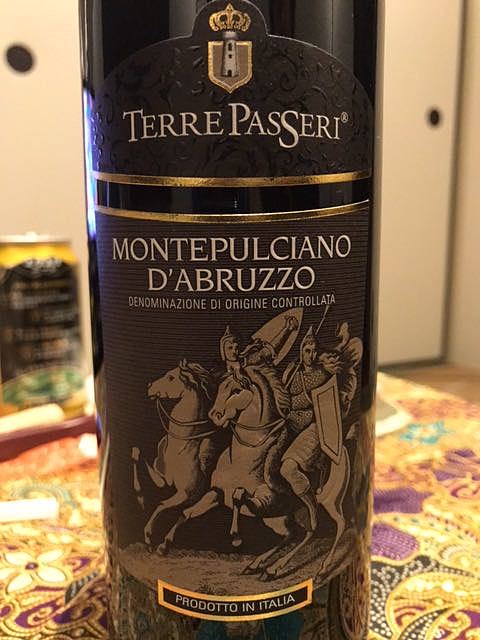 TERRE PASSERI®
MONTEPULCIANO
D'ABRUZZO
DENOMINAZIONE DI ORIGINE CONTROLLATA
PRODOTTO IN ITALIA